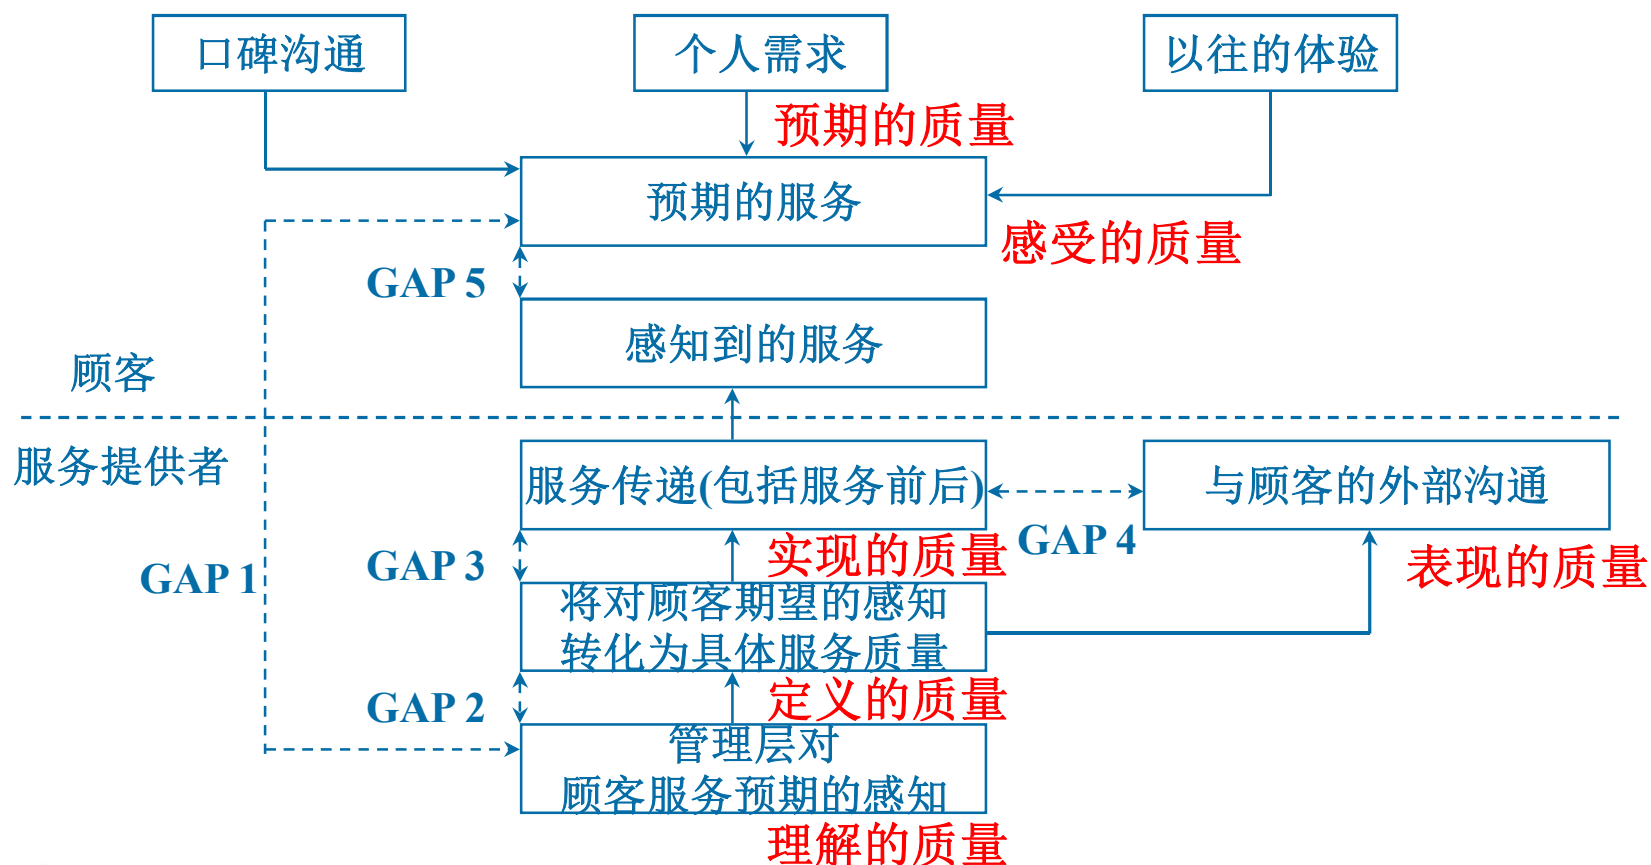 口碑沟通
个人需求
以往的体验
预期的质量
预期的服务
感受的质量
GAP 5
感知到的服务
顾客
服务提供者
服务传递(包括服务前后)
与顾客的外部沟通
GAP 4
实现的质量
表现的质量
GAP 3
GAP 1
将对顾客期望的感知
转化为具体服务质量
定义的质量
GAP 2
管理层对
顾客服务预期的感知
理解的质量